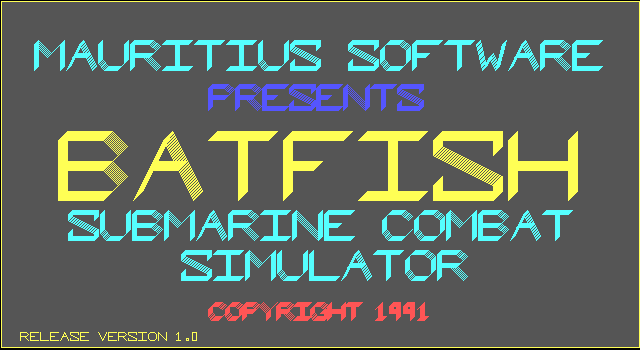 MAURITIUS SOFTWARE
PRESENTS
BATFISH
SUBMARINE COMBAT
SIMULATOR
COPYRIGHT 1991
RELEASE VERSION 1.0